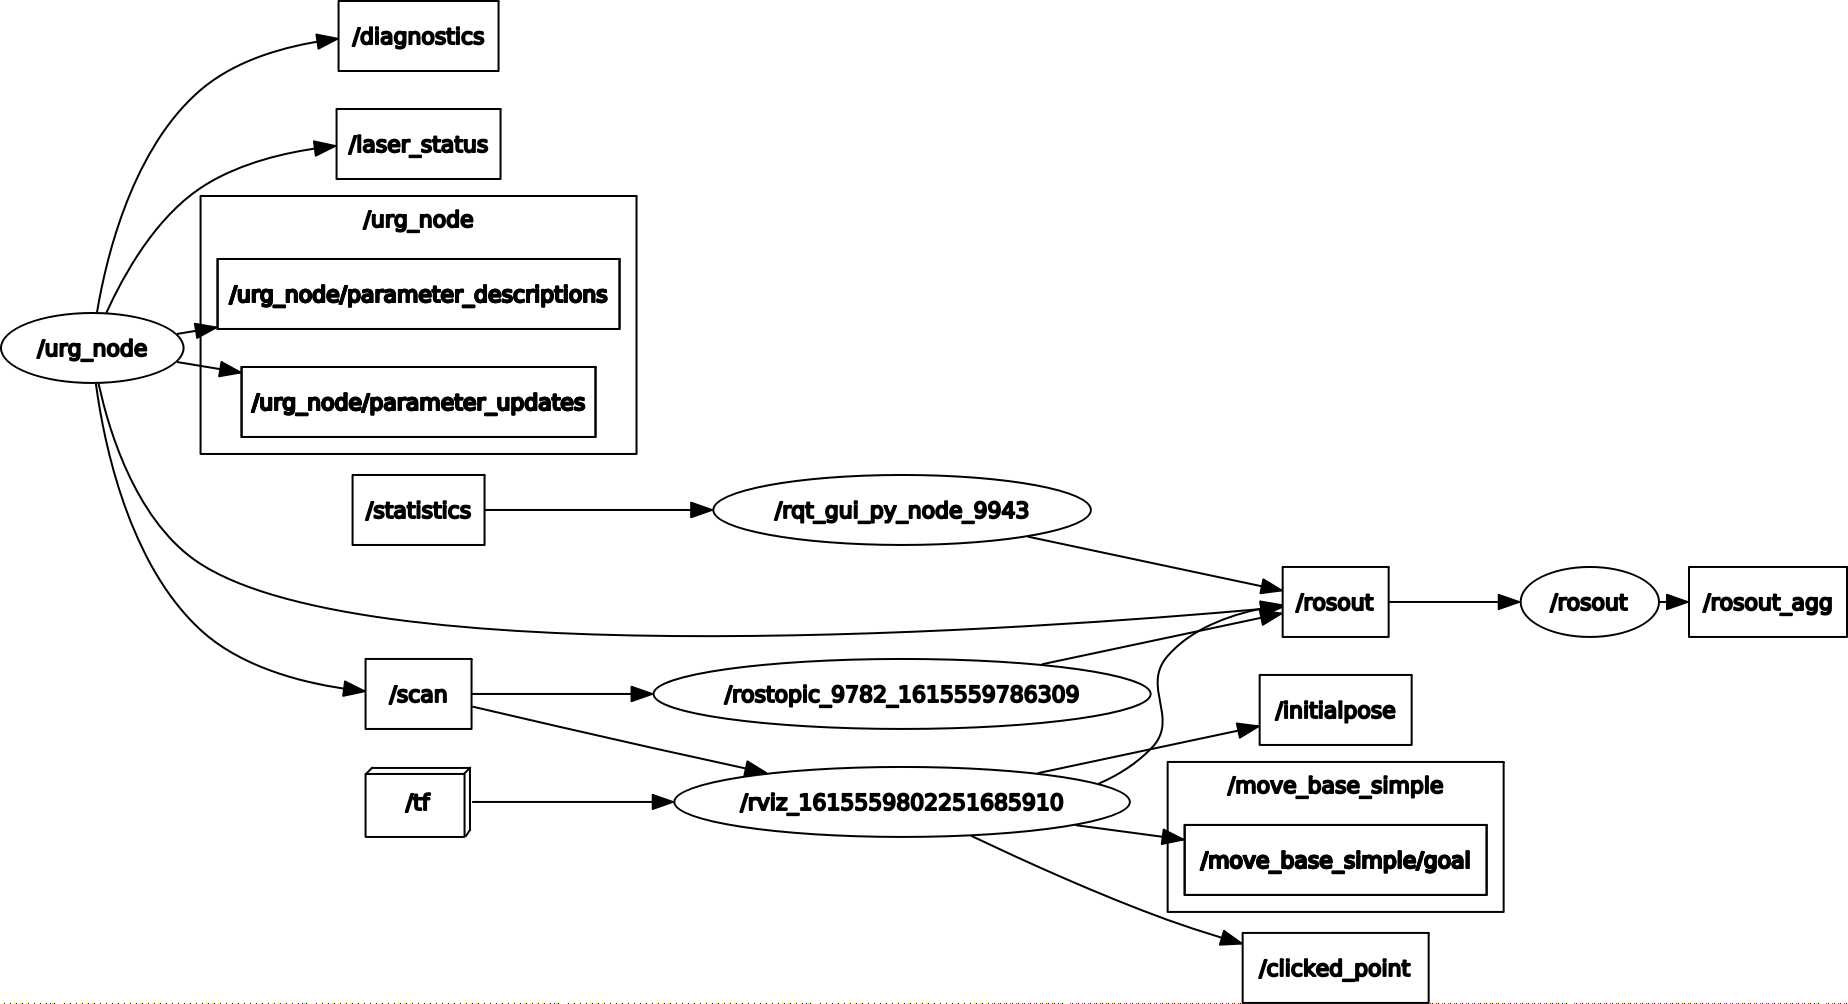 /diagnostics
/laser_status
/urg_node
/urg_node/parameter_descriptions
/urg_node
/urg_node/parameter_updates
/statistics
/rqt_gui_py_node_9943
/rosout
/rosout
/rosout_agg
/scan
/rostopic_9782_1615559786309
/initialpose
/tf
/rviz_1615559802251685910
/move_base_simple
/move_base_simple/goal
/clicked_point